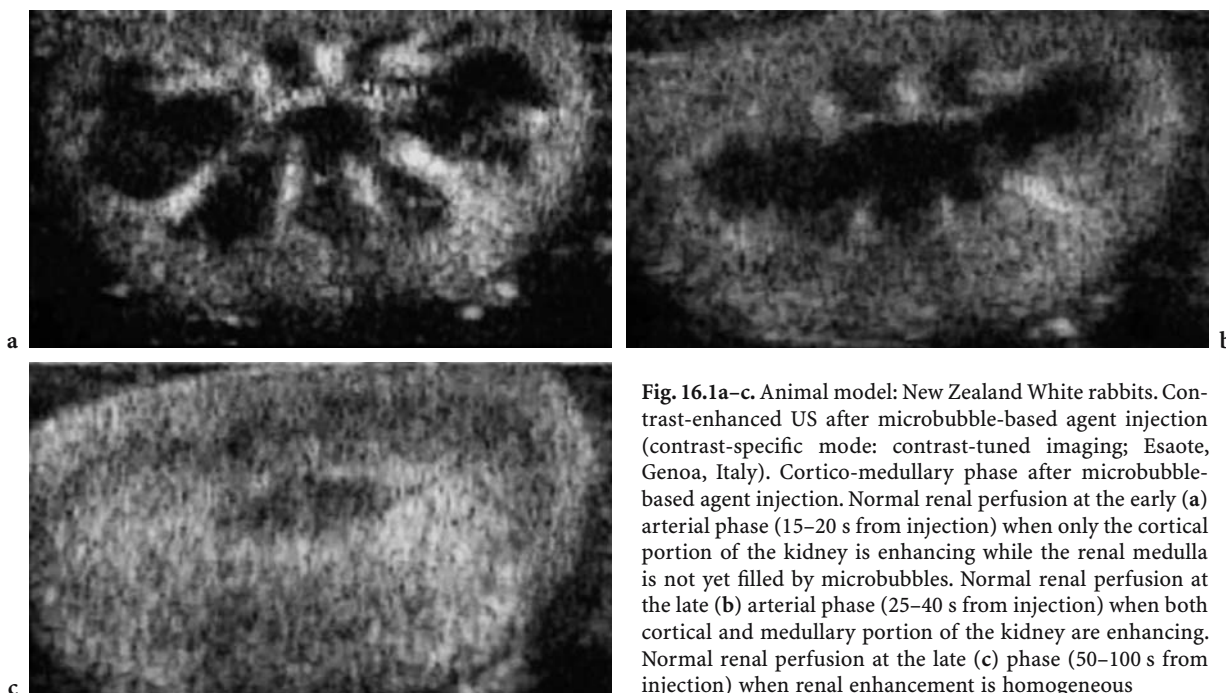 a
b
Fig. 16.1a–c. Animal model: New Zealand White rabbits. Con-
trast-enhanced US after microbubble-based agent injection
(contrast-specific mode: contrast-tuned imaging; Esaote,
Genoa, Italy). Cortico-medullary phase after microbubble-
based agent injection. Normal renal perfusion at the early (a)
arterial phase (15–20 s from injection) when only the cortical
portion of the kidney is enhancing while the renal medulla
is not yet filled by microbubbles. Normal renal perfusion at
the late (b) arterial phase (25–40 s from injection) when both
cortical and medullary portion of the kidney are enhancing.
Normal renal perfusion at the late (c) phase (50–100 s from
injection) when renal enhancement is homogeneous
c